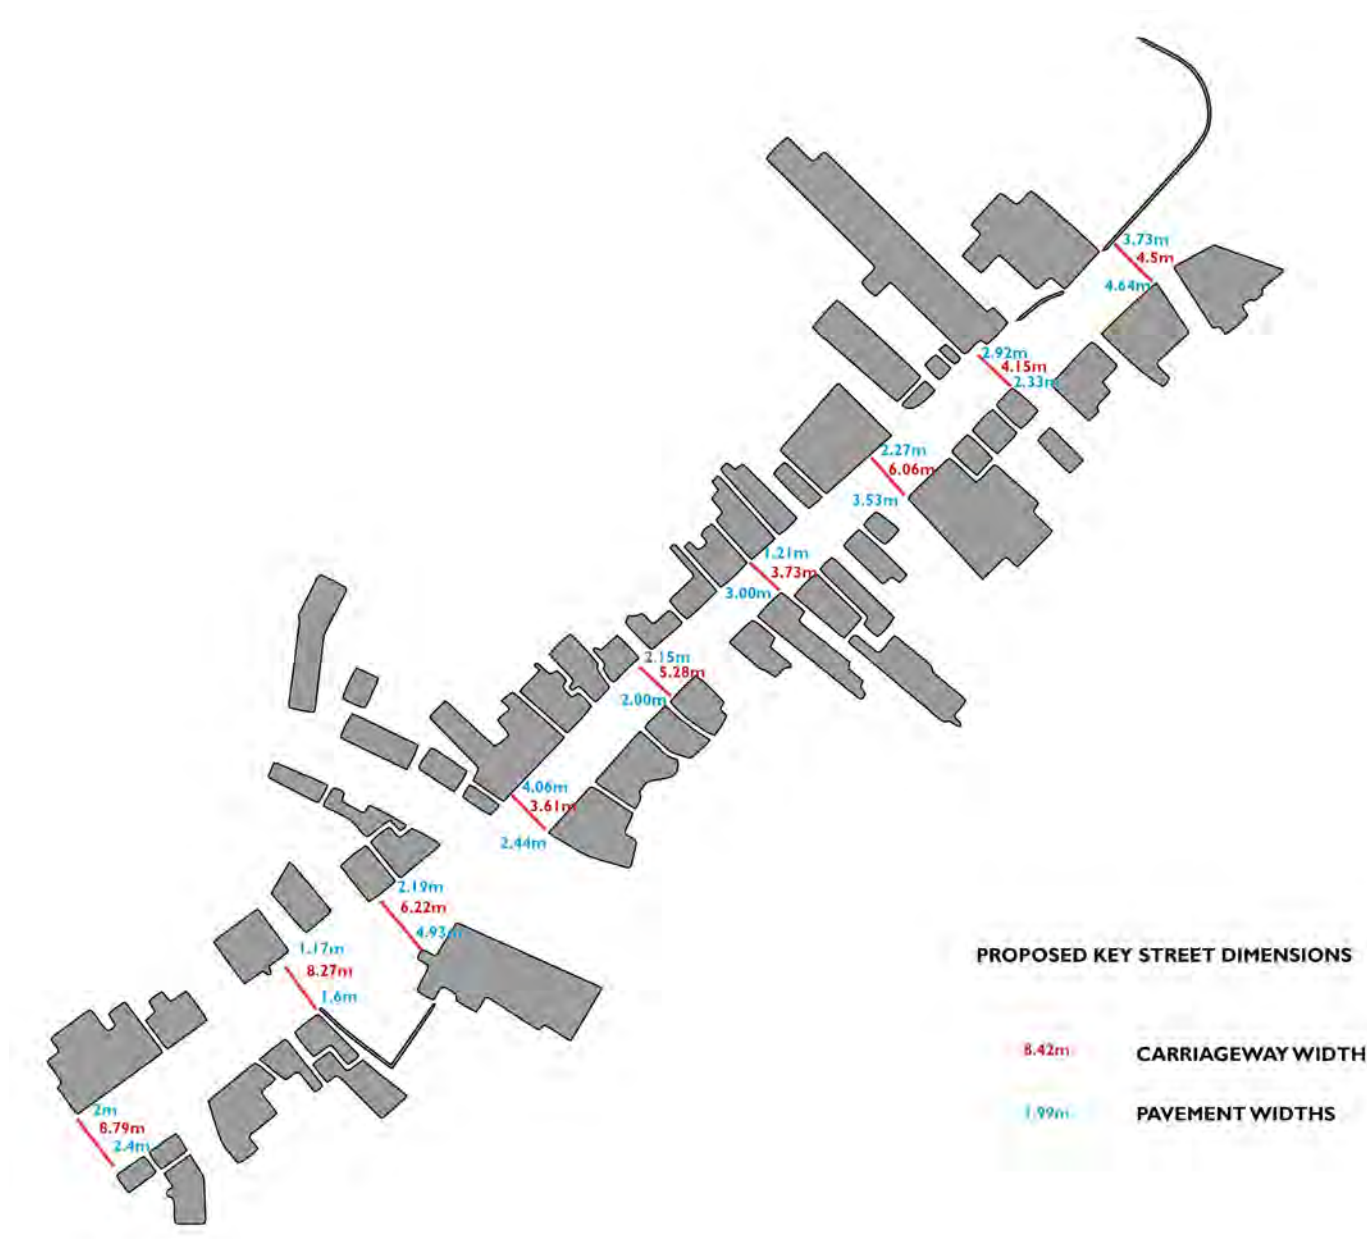 3.73m
4.5m
4.64m
2.92m
4.15m
2.33m
2.27m
6.06m
3.53m
1.21m
3.73m
3.00m
2.15m
5.28m
2.00m
4.06m
3.61m
2.44m
2.19m
6.22m
4.93m
1.17m
8.27m
1.6m
2m
8.79m
2.4m
PROPOSED KEY STREET DIMENSIONS
8.42m CARRIAGEWAY WIDTH
1.99m PAVEMENT WIDTHS